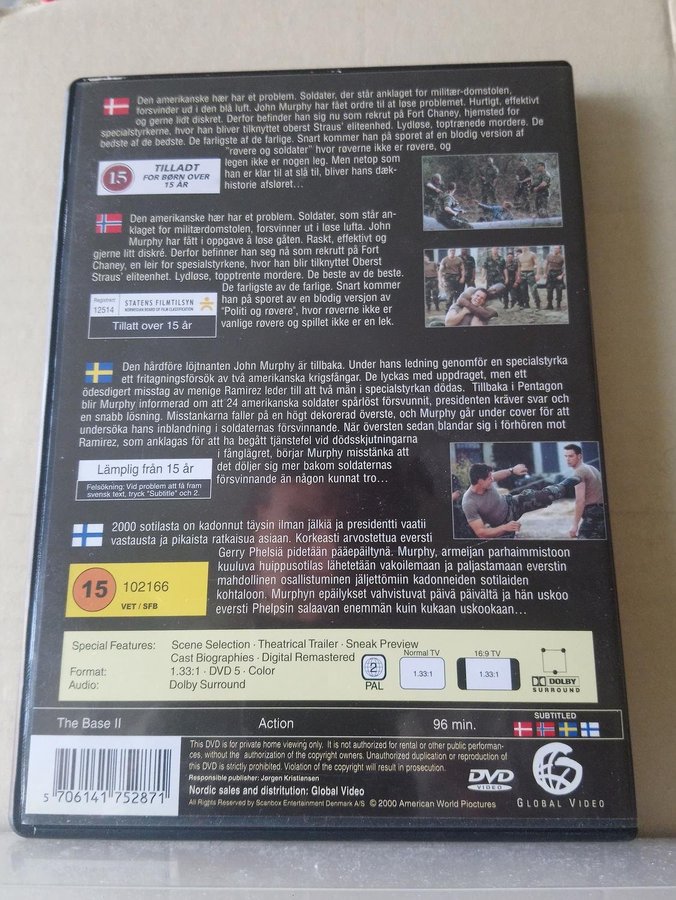 Den amerikanske hær har et problem. Soldater, der står anklaget for militær-domstolen,
forsvinder ud i den blå luft. John Murphy har fået ordre til at løse problemet. Hurtigt, effektivt
og gerne lidt diskret. Derfor befinder han sig nu som rekrut på Fort Chaney, hjemsted for
specialstyrkerne, hvor han bliver tilknyttet oberst Straus' eliteenhed. Lydløse, toptrænede mordere. De
bedste af de bedste. De farligste af de farlige. Snart kommer han på sporet af en blodig version af
"røvere og soldater" hvor røverne ikke er røvere, og
legen ikke er nogen leg. Men netop som
han er klar til at slå til, bliver hans dæk-
historie afsløret...
15
TILLADT
FOR BØRN OVER
15 ÅR
Den amerikanske hær har et problem. Soldater, som står an-
klaget for militærdomstolen, forsvinner ut i løse lufta. John
Murphy har fått i oppgave å løse gåten. Raskt, effektivt og
gjerne litt diskré. Derfor befinner han seg nå som rekrutt på Fort
Chaney, en leir for spesialstyrkene, hvor han blir tilknyttet Oberst
Straus' eliteenhet. Lydløse, topptrente mordere. De beste av de beste.
De farligste av de farlige. Snart kommer
han på sporet av en blodig versjon av
"Politi og røvere", hvor røverne ikke er
vanlige røvere og spillet ikke er en lek.
Registrert
12514
STATENS FILMTILSYN
NORWEGIAN BOARD OF FILM CLASSIFICATION
Tillatt over 15 år
Den hårdföre löjtnanten John Murphy är tillbaka. Under hans ledning genomför en specialstyrka
ett fritagningsförsök av två amerikanska krigsfångar. De lyckas med uppdraget, men ett
ödesdigert misstag av menige Ramirez leder till att två man i specialstyrkan dödas. Tillbaka i Pentagon
blir Murphy informerad om att 24 amerikanska soldater spårlöst försvunnit, presidenten kräver svar och
en snabb lösning. Misstankarna faller på en högt dekorerad överste, och Murphy går under cover för att
undersöka hans inblandning i soldaternas försvinnande. När översten sedan blandar sig i förhören mot
Ramirez, som anklagas för att ha begått tjänstefel vid dödsskjutningarna
i fånglägret, börjar Murphy misstänka att
det döljer sig mer bakom soldaternas
försvinnande än någon kunnat tro...
Lämplig från 15 år
Felsökning: Vid problem att få fram
svensk text, tryck "Subtitle" och 2.
2000 sotilasta on kadonnut täysin ilman jälkiä ja presidentti vaatii
vastausta ja pikaista ratkaisua asiaan. Korkeasti arvostettua eversti
Gerry Phelsiä pidetään pääepäiltynä. Murphy, armeijan parhaimmistoon
kuuluva huippusotilas lähetetään vakoilemaan ja paljastamaan everstin
mahdollinen osallistuminen jäljettömiin kadonneiden sotilaiden
kohtaloon. Murphyn epäilykset vahvistuvat päivä päivältä ja hän uskoo
eversti Phelpsin salaavan enemmän kuin kukaan uskookaan...
15
102166
VET / SFB
Special Features: Scene Selection · Theatrical Trailer · Sneak Preview
Cast Biographies · Digital Remastered
Format: 1.33:1 · DVD 5 · Color
Audio: Dolby Surround
2
PAL
Normal TV
1.33:1
16:9 TV
1.33:1
DOLBY
SURROUND
The Base II Action 96 min.
SUBTITLED
5 706141 752871
This DVD is for private home viewing only. It is not authorized for rental or other public performan-
ces, without the authorization of the copyright owners. Unauthorized duplication or reproduction of
this DVD is strictly prohibited. Violation of the copyright will result in prosecution.
Responsible publisher: Jørgen Kristiansen
Nordic sales and distribution: Global Video
All Rights Reserved by Scanbox Entertainment Denmark A/S © 2000 American World Pioctures
DVD
VIDEO
G
GLOBAL VIDEO